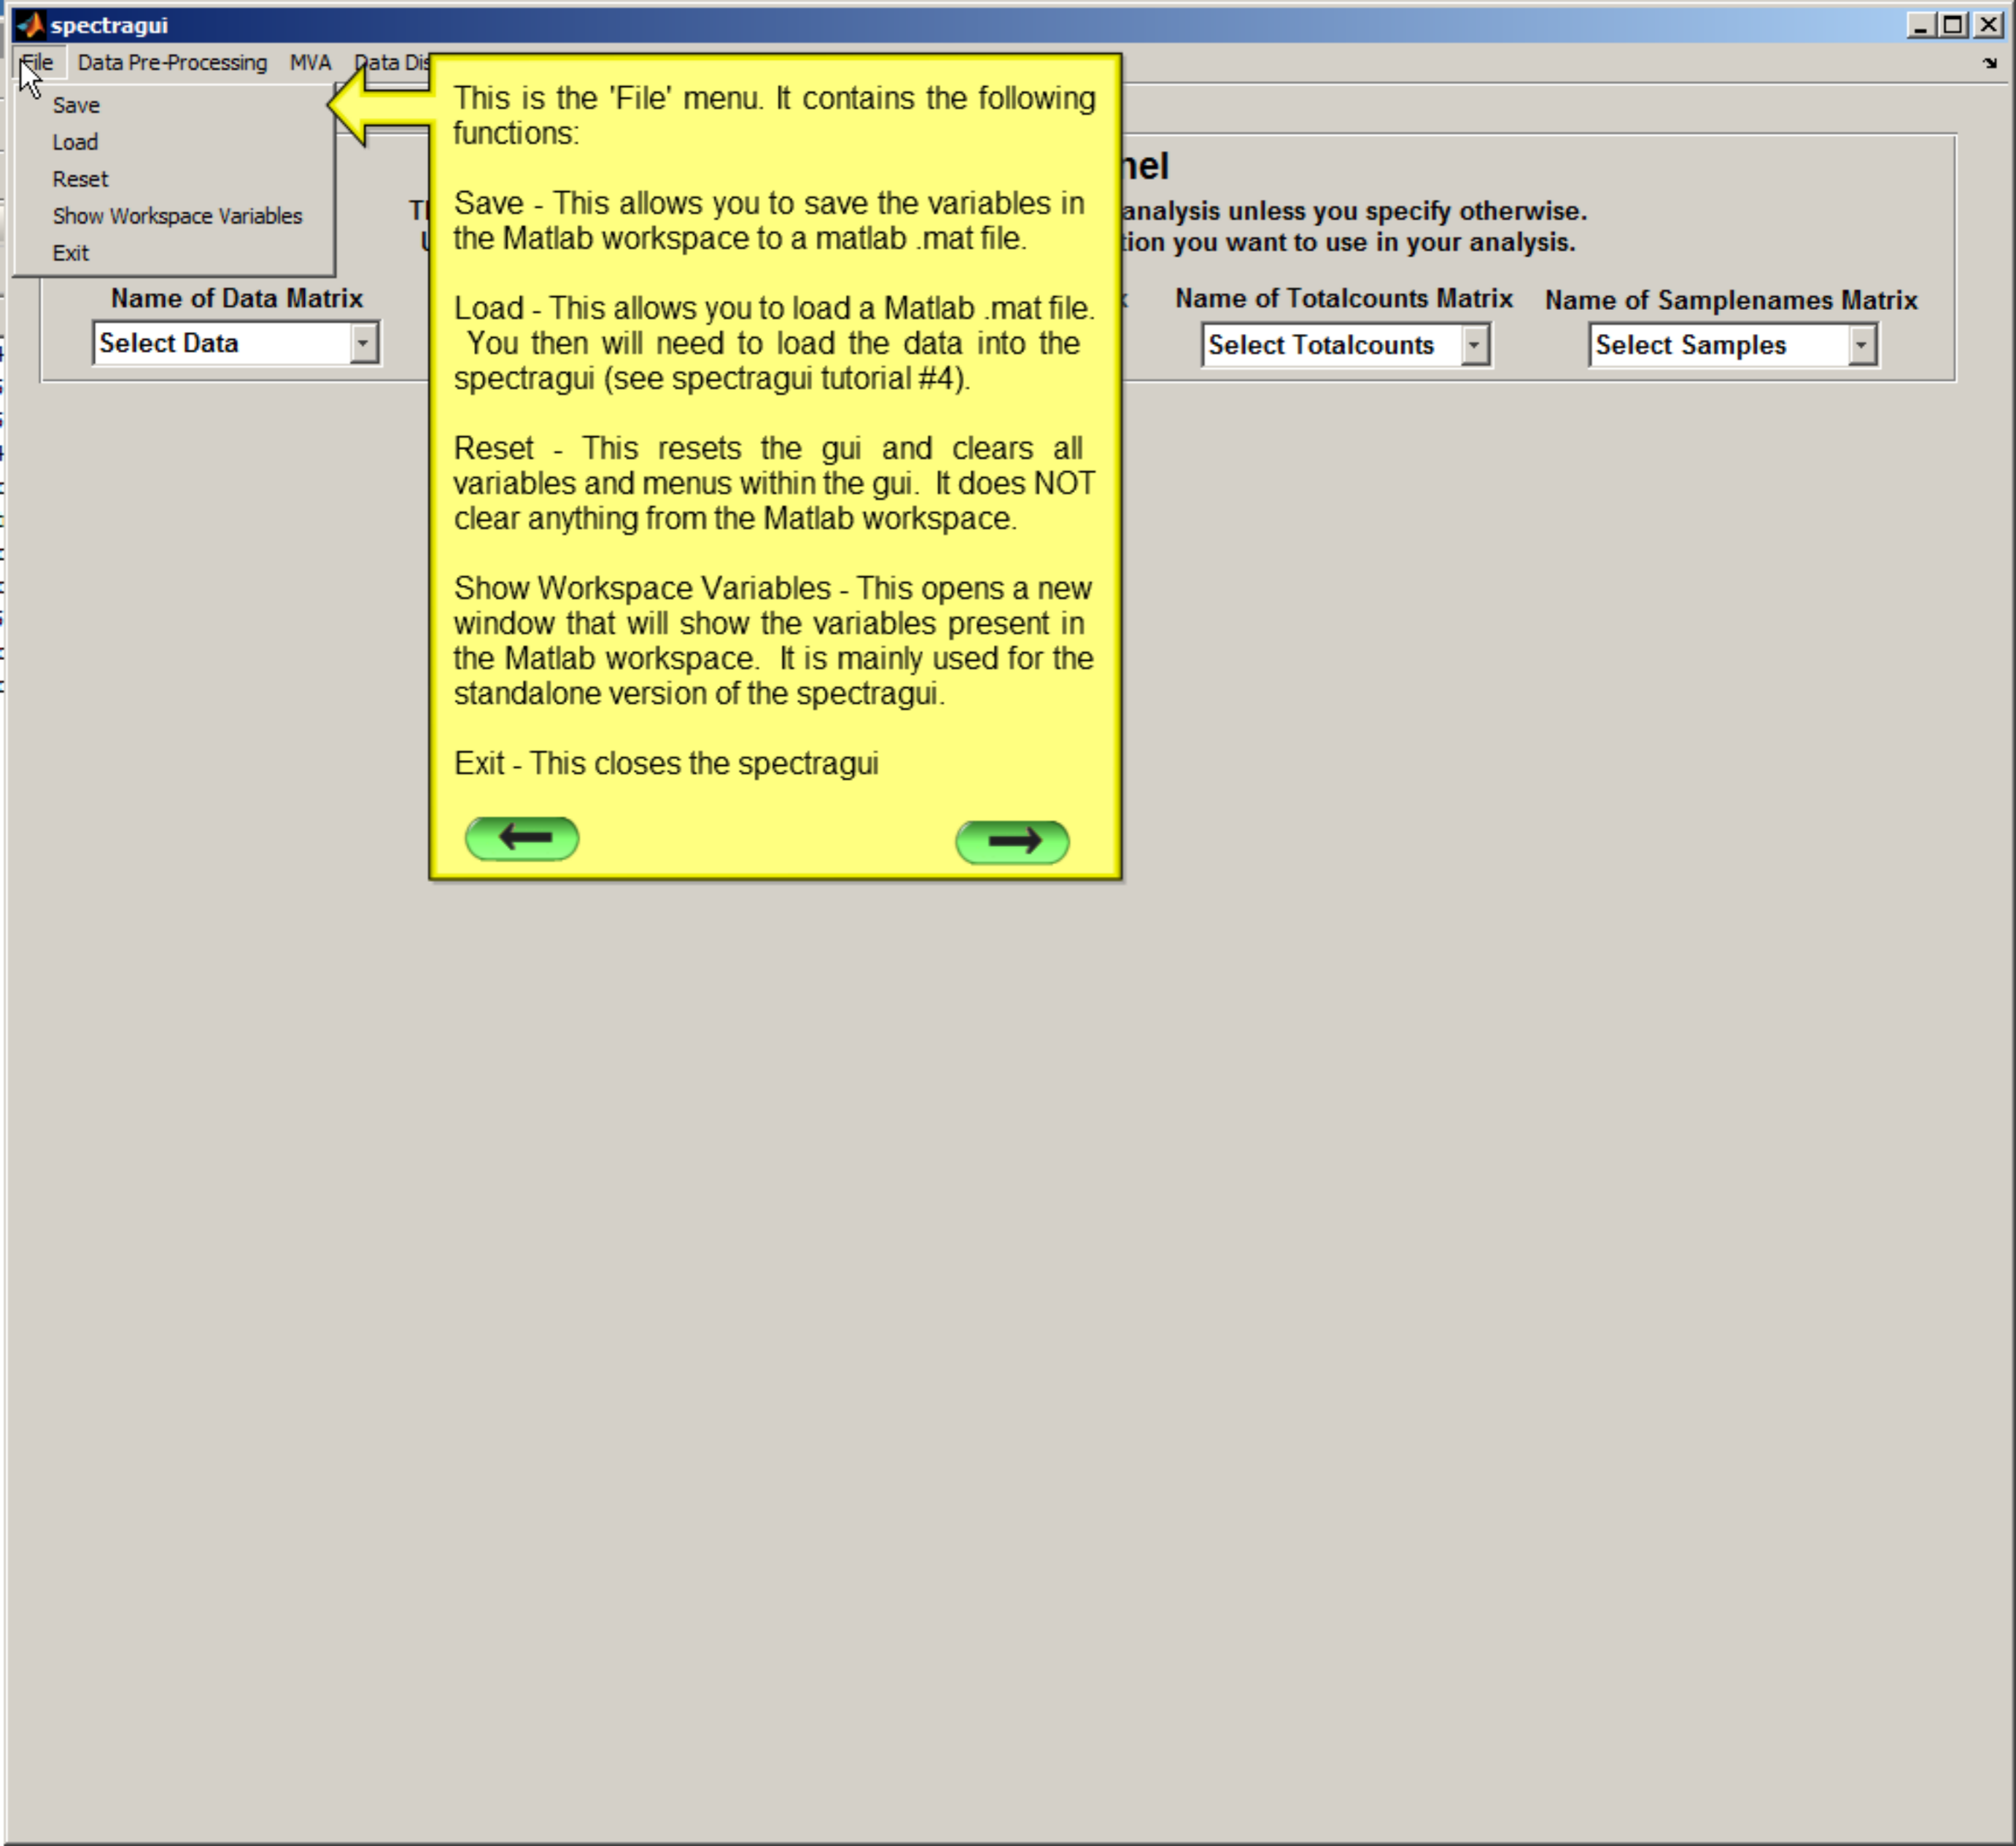 spectragui
File Data Pre-Processing MVA Data
Save
Load
Reset
Show Workspace Variables
Exit
This is the 'File' menu. It contains the following
functions:
Save - This allows you to save the variables in
the Matlab workspace to a matlab .mat file.
Load - This allows you to load a Matlab .mat file.
You then will need to load the data into the
spectragui (see spectragui tutorial #4).
Reset - This resets the gui and clears all
variables and menus within the gui. It does NOT
clear anything from the Matlab workspace.
Show Workspace Variables - This opens a new
window that will show the variables present in
the Matlab workspace. It is mainly used for the
standalone version of the spectragui.
Exit - This closes the spectragui
analysis unless you specify otherwise.
you want to use in your analysis.
Name of Data Matrix
Select Data
Name of Totalcounts Matrix
Select Totalcounts
Name of Samplenames Matrix
Select Samples